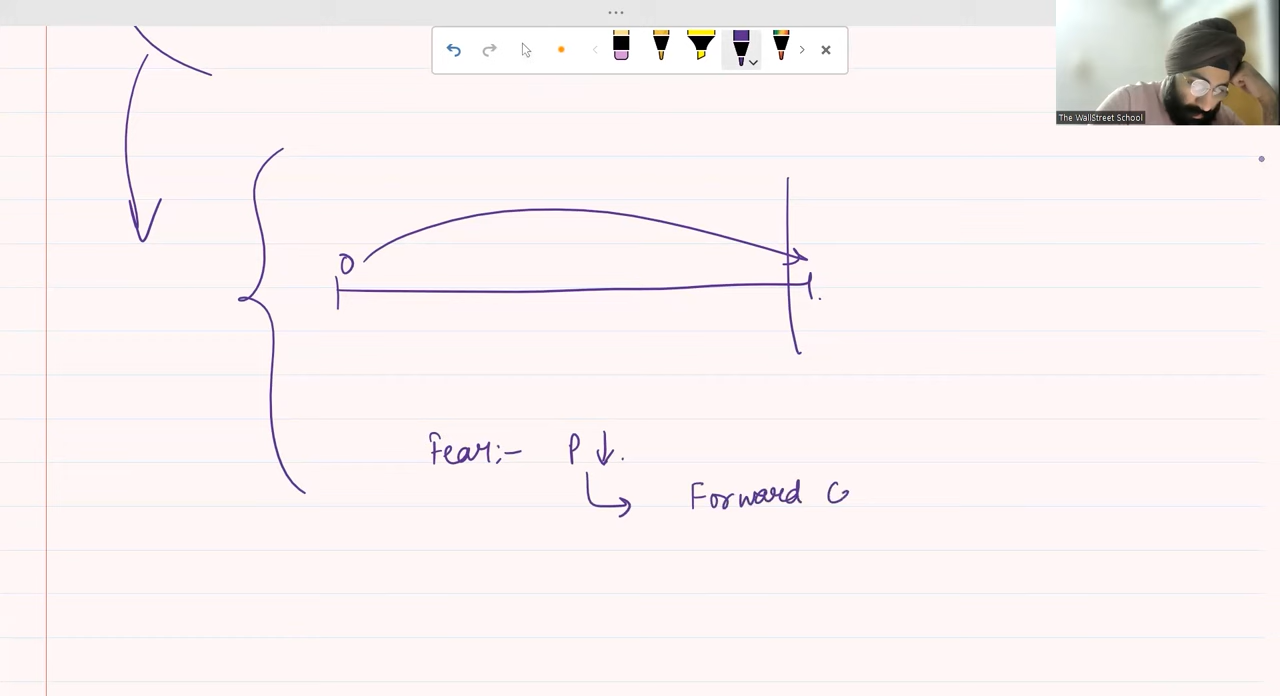 The WallStreet School
0
1.
Fear:- P ↓.
Forward C